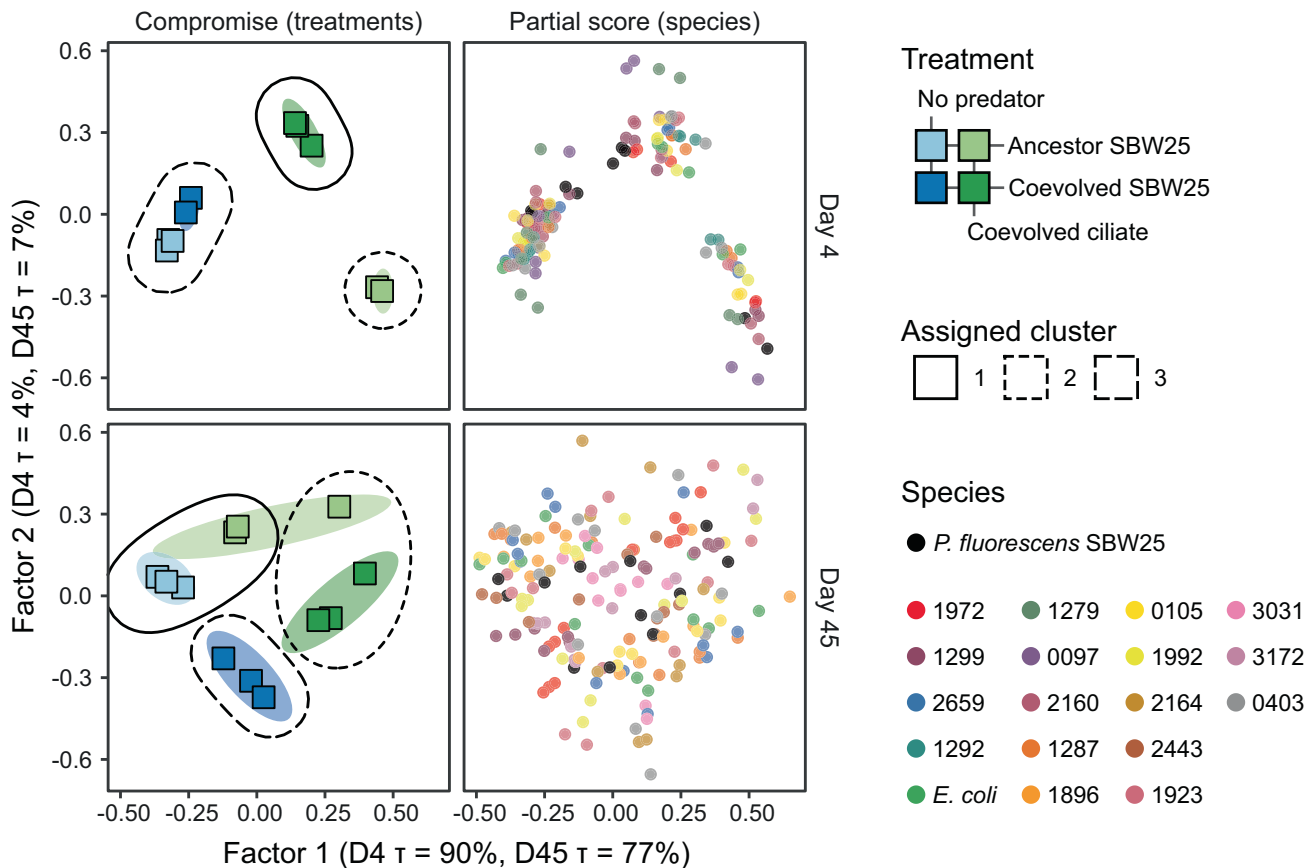 Compromise (treatments)
Partial score (species)
0.6
0.3
0.0
-0.3
-0.6
Day 4
0.6
0.3
0.0
-0.3
-0.6
Day 45
-0.50
-0.25
0.00
0.25
0.50
-0.50
-0.25
0.00
0.25
0.50
Factor 2 (D4 τ = 4%, D45 τ = 7%)
Factor 1 (D4 τ = 90%, D45 τ = 77%)
Treatment
No predator
Ancestor SBW25
Coevolved SBW25
Coevolved ciliate
Assigned cluster
1 2 3
Species
P. fluorescens SBW25
1972 1279 0105 3031
1299 0097 1992 3172
2659 2160 2164 0403
1292 1287 2443
E. coli 1896 1923